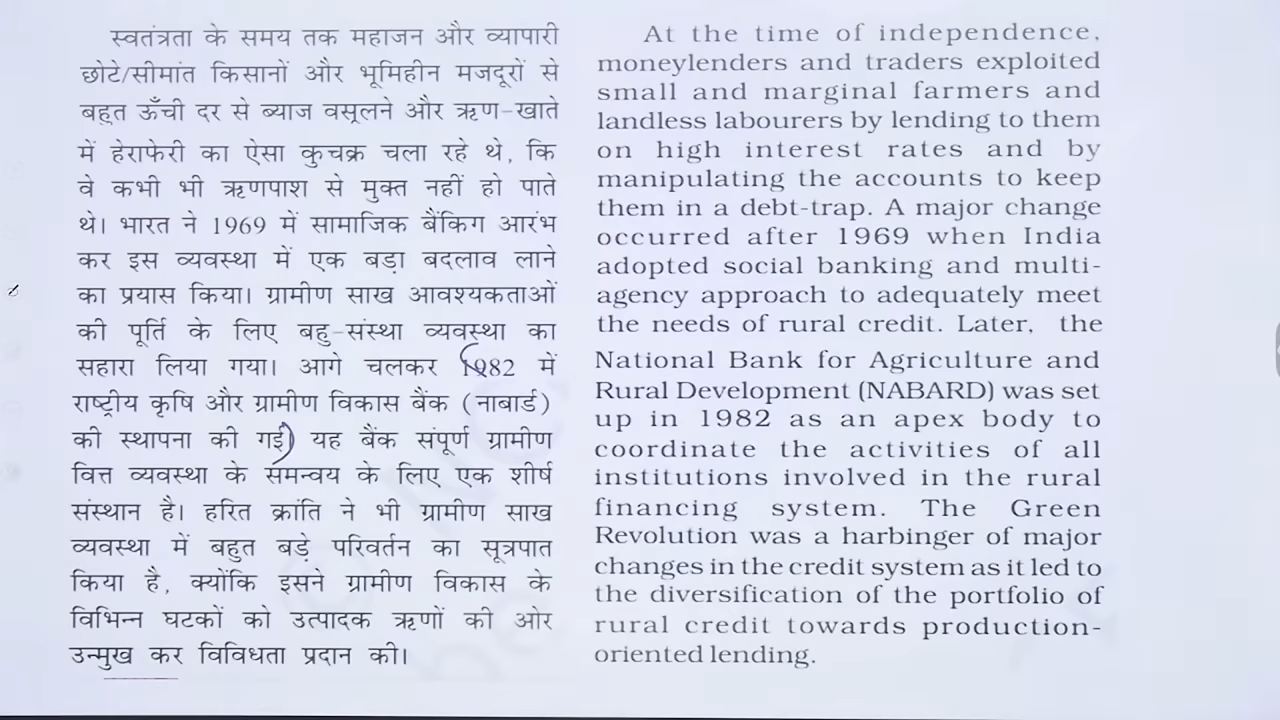 स्वतंत्रता के समय तक महाजन और व्यापारी
छोटे/सीमांत किसानों और भूमिहीन मजदूरों से
बहुत ऊँची दर से ब्याज वसूलने और ऋण-खाते
में हेराफेरी का ऐसा कुचक्र चला रहे थे, कि
वे कभी भी ऋणपाश से मुक्त नहीं हो पाते
थे। भारत ने 1969 में सामाजिक बैंकिग आरंभ
कर इस व्यवस्था में एक बड़ा बदलाव लाने
का प्रयास किया। ग्रामीण साख आवश्यकताओं
की पूर्ति के लिए बहु-संस्था व्यवस्था का
सहारा लिया गया। आगे चलकर 1982 में
राष्ट्रीय कृषि और ग्रामीण विकास बैंक (नाबार्ड)
की स्थापना की गई) यह बैंक संपूर्ण ग्रामीण
वित्त व्यवस्था के समन्वय के लिए एक शीर्ष
संस्थान है। हरित क्रांति ने भी ग्रामीण साख
व्यवस्था में बहुत बड़े परिवर्तन का सूत्रपात
किया है, क्योंकि इसने ग्रामीण विकास के
विभिन्न घटकों को उत्पादक ऋणों की ओर
उन्मुख कर विविधता प्रदान की।
At the time of independence,
moneylenders and traders exploited
small and marginal farmers and
landless labourers by lending to them
on high interest rates and by
manipulating the accounts to keep
them in a debt-trap. A major change
occurred after 1969 when India
adopted social banking and multi-
agency approach to adequately meet
the needs of rural credit. Later, the
National Bank for Agriculture and
Rural Development (NABARD) was set
up in 1982 as an apex body to
coordinate the activities of all
institutions involved in the rural
financing system. The Green
Revolution was a harbinger of major
changes in the credit system as it led to
the diversification of the portfolio of
rural credit towards production-
oriented lending.